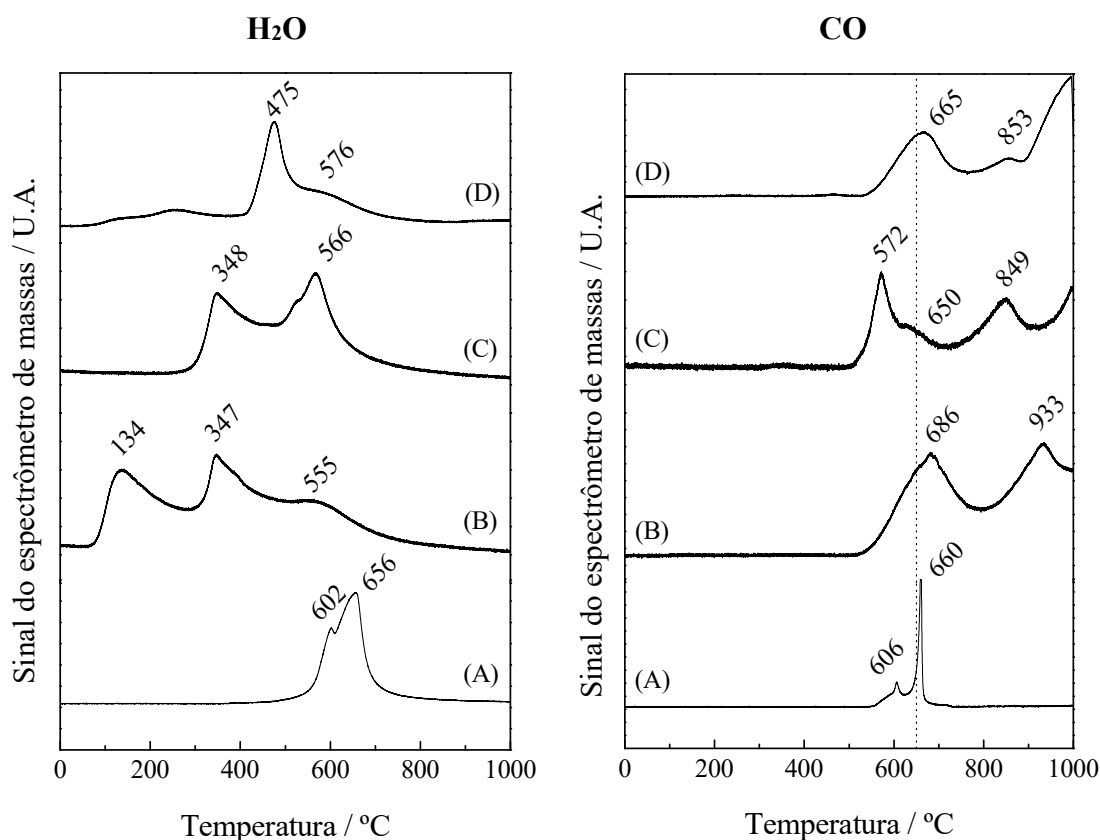 H₂O
CO
Sinal do espectrômetro de massas / U.A.
475
576
(D)
348
566
(C)
134
347
555
(B)
602
656
(A)
0 200 400 600 800 1000
Temperatura / ºC
Sinal do espectrômetro de massas / U.A.
665
853
(D)
572
650
849
(C)
686
933
(B)
606
660
(A)
0 200 400 600 800 1000
Temperatura / ºC